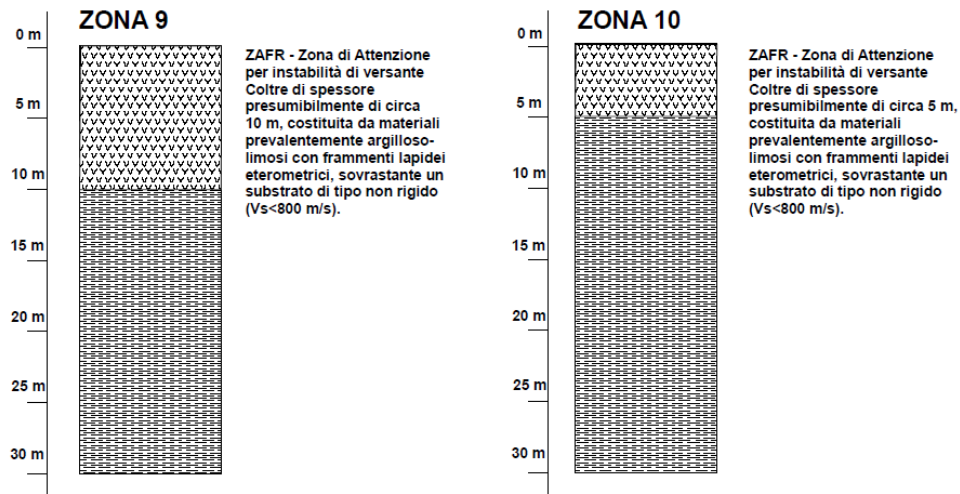 ZONA 9
0 m
5 m
10 m
15 m
20 m
25 m
30 m
ZAFR - Zona di Attenzione
per instabilità di versante
Coltre di spessore
presumibilmente di circa
10 m, costituita da materiali
prevalentemente argilloso-
limosi con frammenti lapidei
eterometrici, sovrastante un
substrato di tipo non rigido
(Vs<800 m/s).
ZONA 10
0 m
5 m
10 m
15 m
20 m
25 m
30 m
ZAFR - Zona di Attenzione
per instabilità di versante
Coltre di spessore
presumibilmente di circa 5 m,
costituita da materiali
prevalentemente argilloso-
limosi con frammenti lapidei
eterometrici, sovrastante un
substrato di tipo non rigido
(Vs<800 m/s).